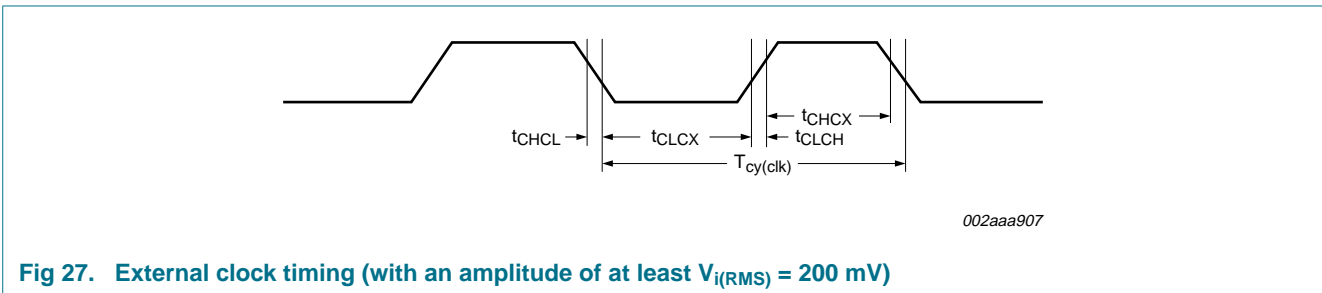 tCHCX
tCHCL
tCLCX
tCLCH
Tcy(clk)
002aaa907
Fig 27. External clock timing (with an amplitude of at least Vi(RMS) = 200 mV)